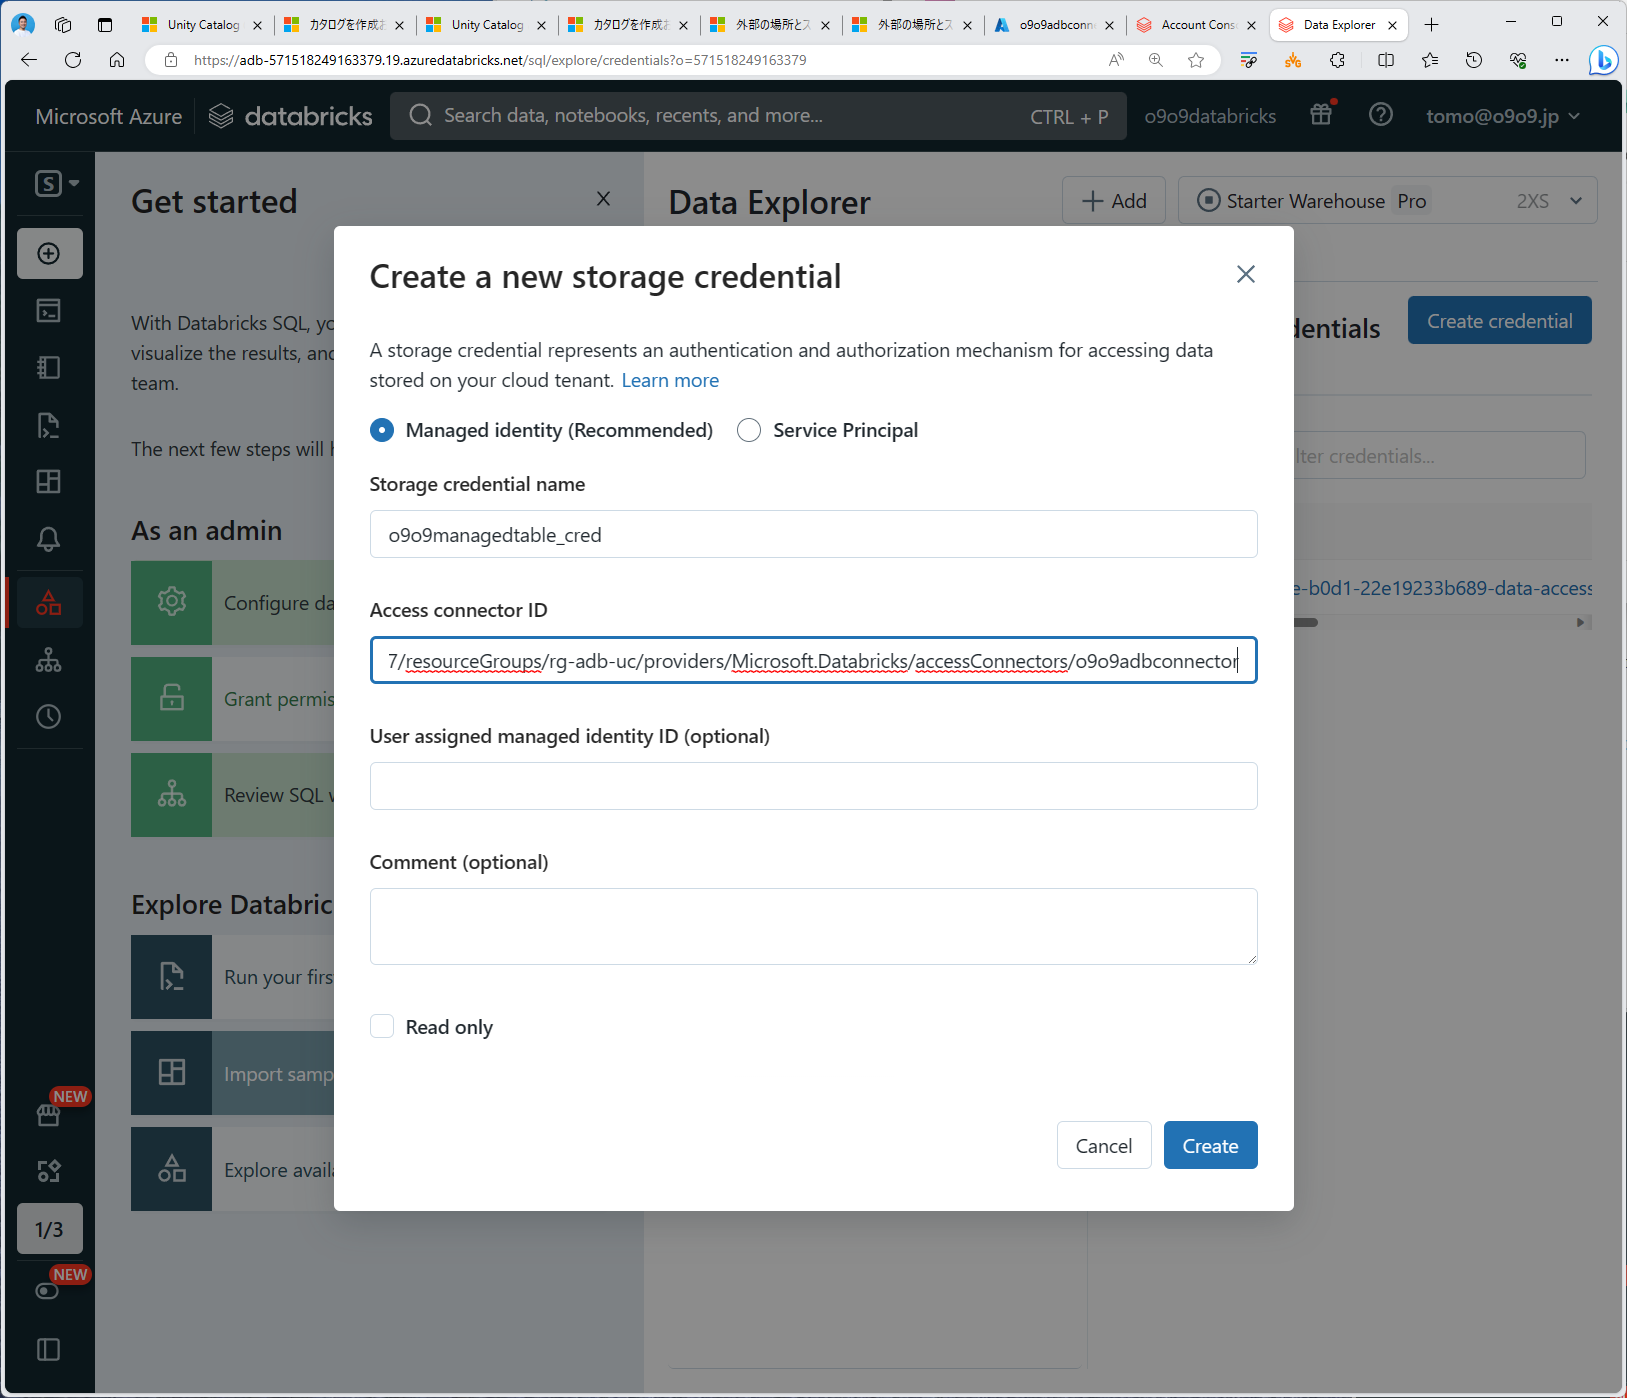 Unity Catalog
カタログを作成お
Unity Catalog
カタログを作成お
外部の場所とス
外部の場所とス
o9o9adbconn
Account Cons
Data Explorer
https://adb-571518249163379.19.azuredatabricks.net/sql/explore/credentials?o=571518249163379
Microsoft Azure
databricks
Search data, notebooks, recents, and more...
CTRL + P
o9o9databricks
tomo@o9o9.jp
S
Get started
Data Explorer
Add
Starter Warehouse
Pro
2XS
Create a new storage credential
dentials
Create credential
With Databricks SQL, yo
visualize the results, and
team.
A storage credential represents an authentication and authorization mechanism for accessing data
stored on your cloud tenant. Learn more
Managed identity (Recommended)
Service Principal
The next few steps will h
lter credentials...
Storage credential name
o9o9managedtable_cred
As an admin
Configure da
e-b0d1-22e19233b689-data-access
Access connector ID
7/resourceGroups/rg-adb-uc/providers/Microsoft.Databricks/accessConnectors/o9o9adbconnector
Grant permis
User assigned managed identity ID (optional)
Review SQL w
Comment (optional)
Explore Databric
Run your firs
Read only
Import samp
NEW
Cancel
Create
Explore availa
1/3
NEW